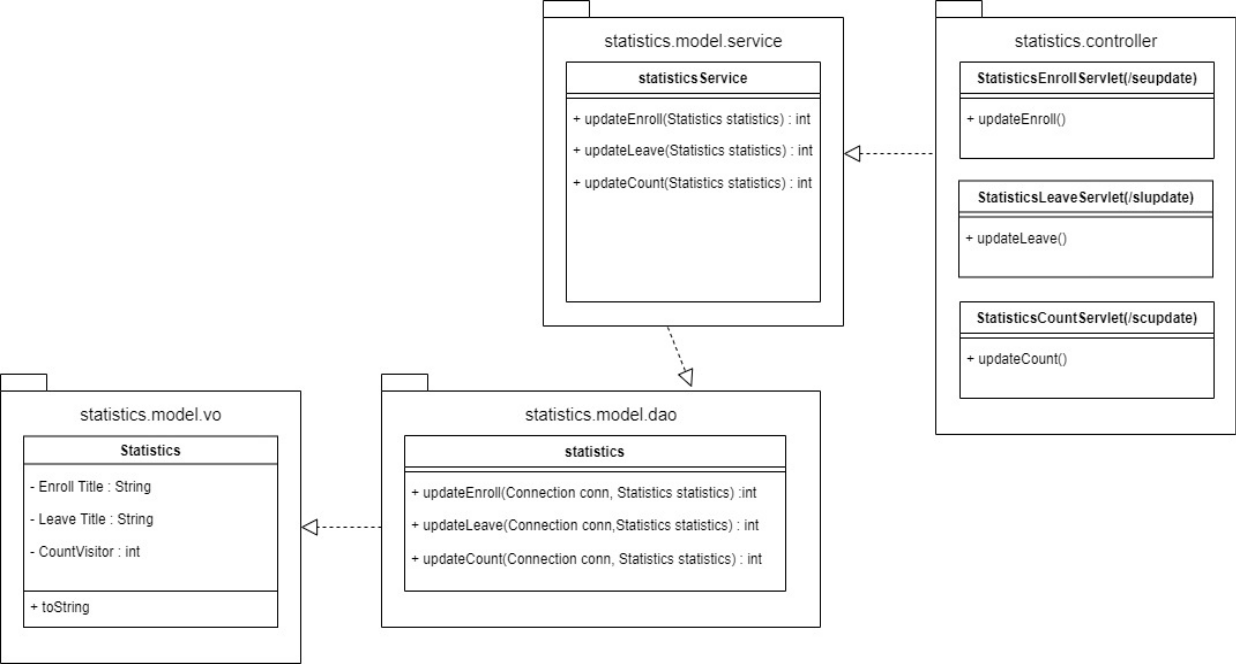 statistics.model.service
statisticsService
+ updateEnroll(Statistics statistics) : int
+ updateLeave(Statistics statistics) : int
+ updateCount(Statistics statistics) : int
statistics.controller
StatisticsEnrollServlet(/seupdate)
+ updateEnroll()
StatisticsLeaveServlet(/slupdate)
+ updateLeave()
StatisticsCountServlet(/scupdate)
+ updateCount()
statistics.model.vo
Statistics
- Enroll Title : String
- Leave Title : String
- CountVisitor : int
+ toString
statistics.model.dao
statistics
+ updateEnroll(Connection conn, Statistics statistics) :int
+ updateLeave(Connection conn,Statistics statistics) : int
+ updateCount(Connection conn, Statistics statistics) : int